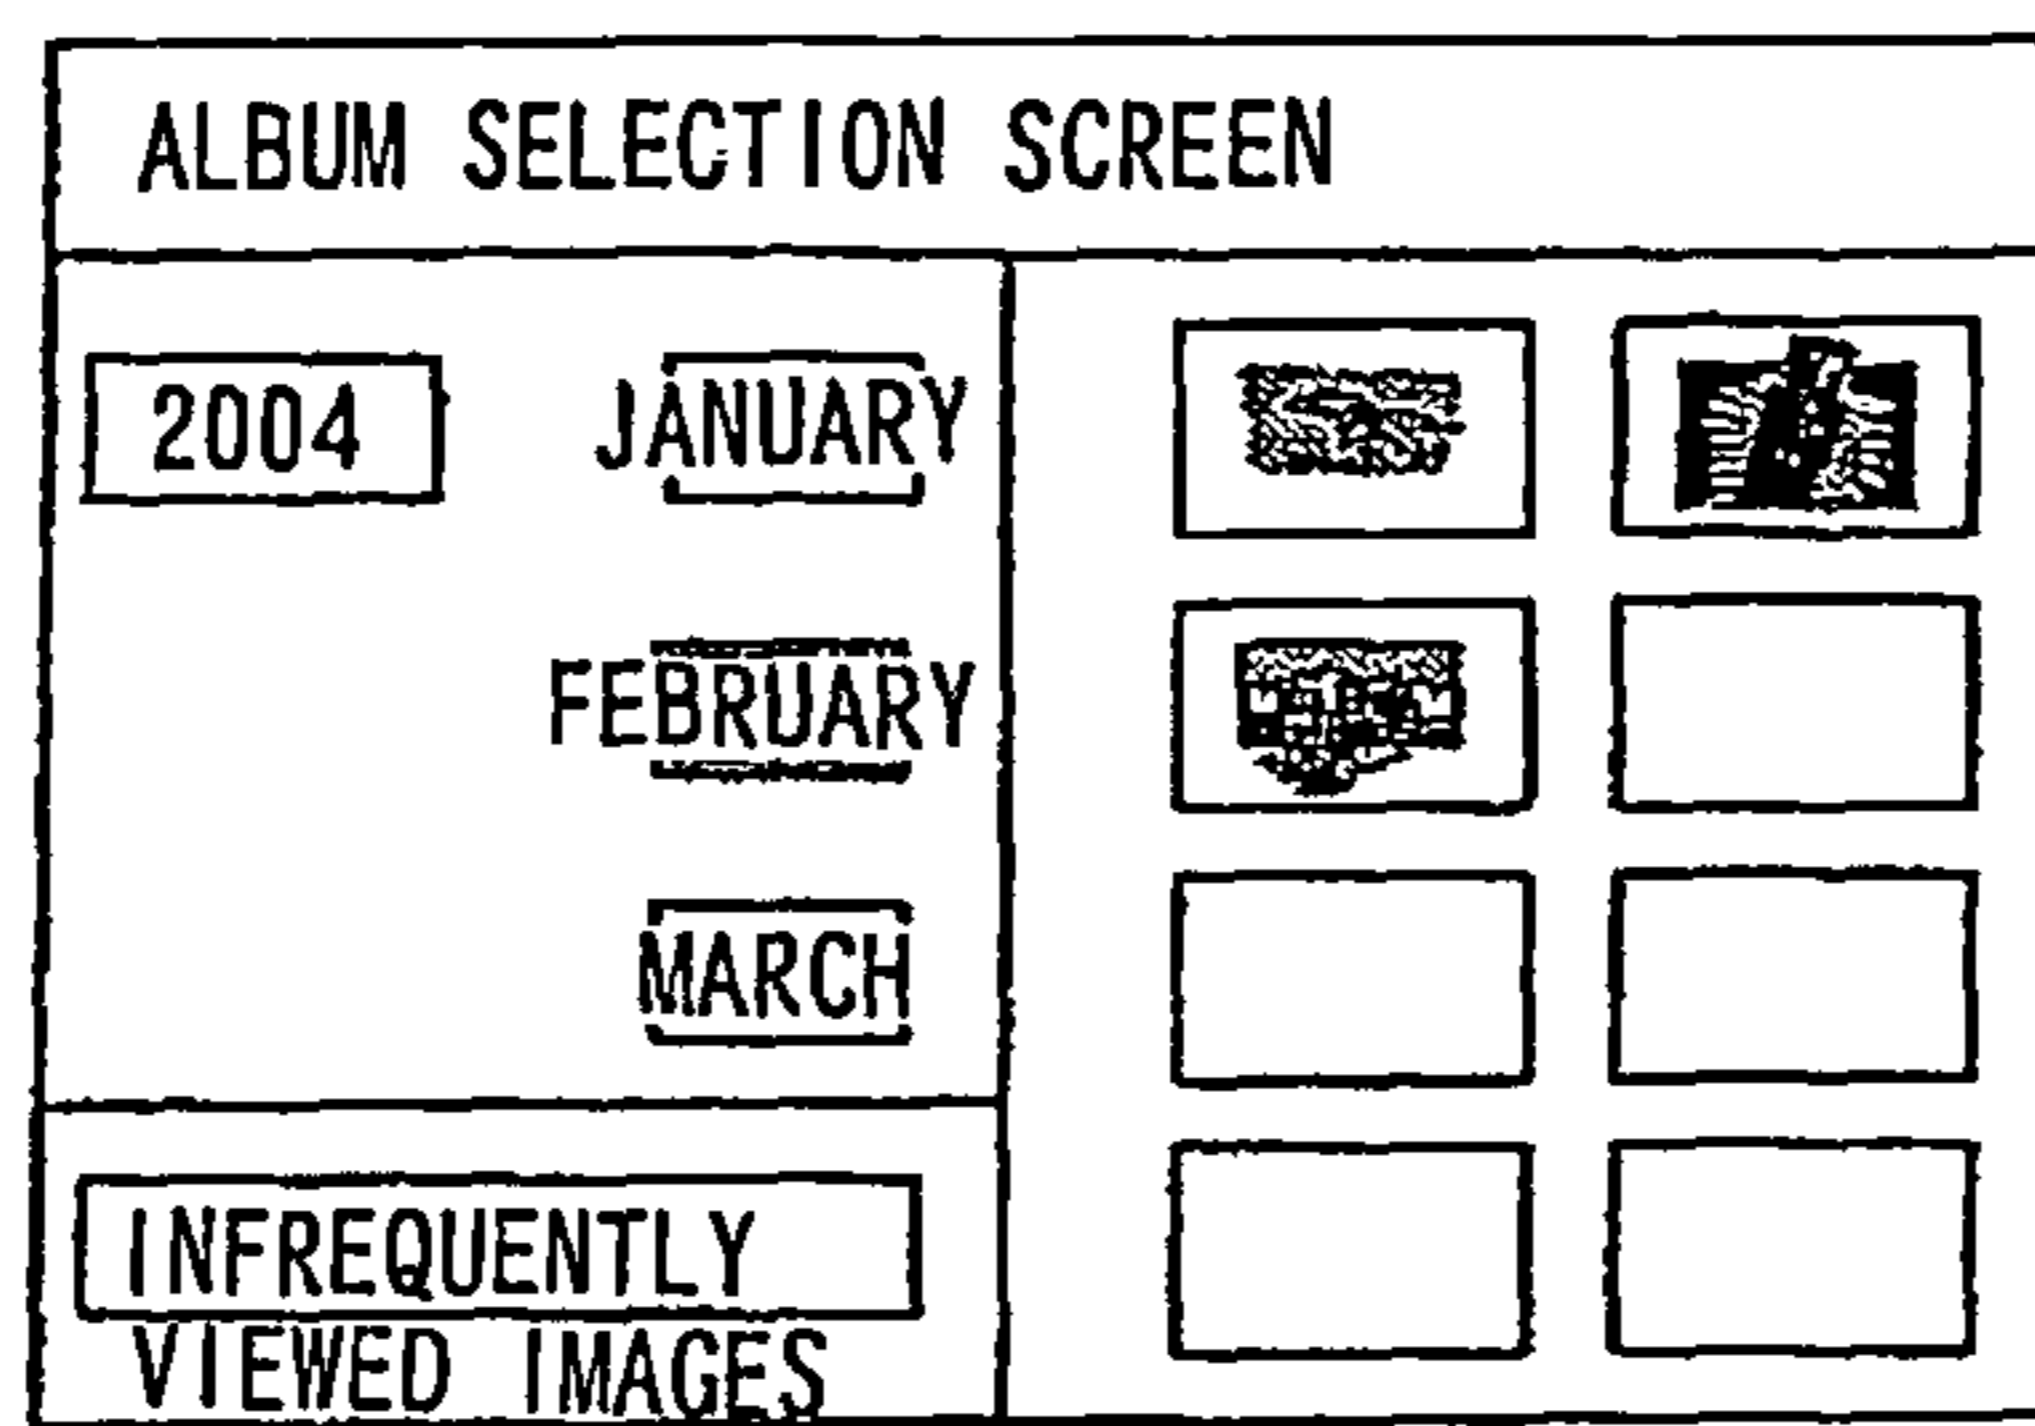 ALBUM SELECTION SCREEN
2004 JANUARY
FEBRUARY
MARCH
INFREQUENTLY
VIEWED IMAGES